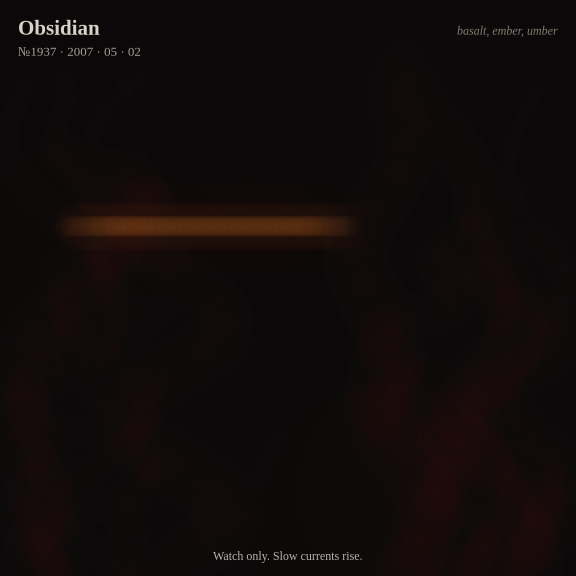 Obsidian
basalt, ember, umber
№1937 · 2007 · 05 · 02
Watch only. Slow currents rise.